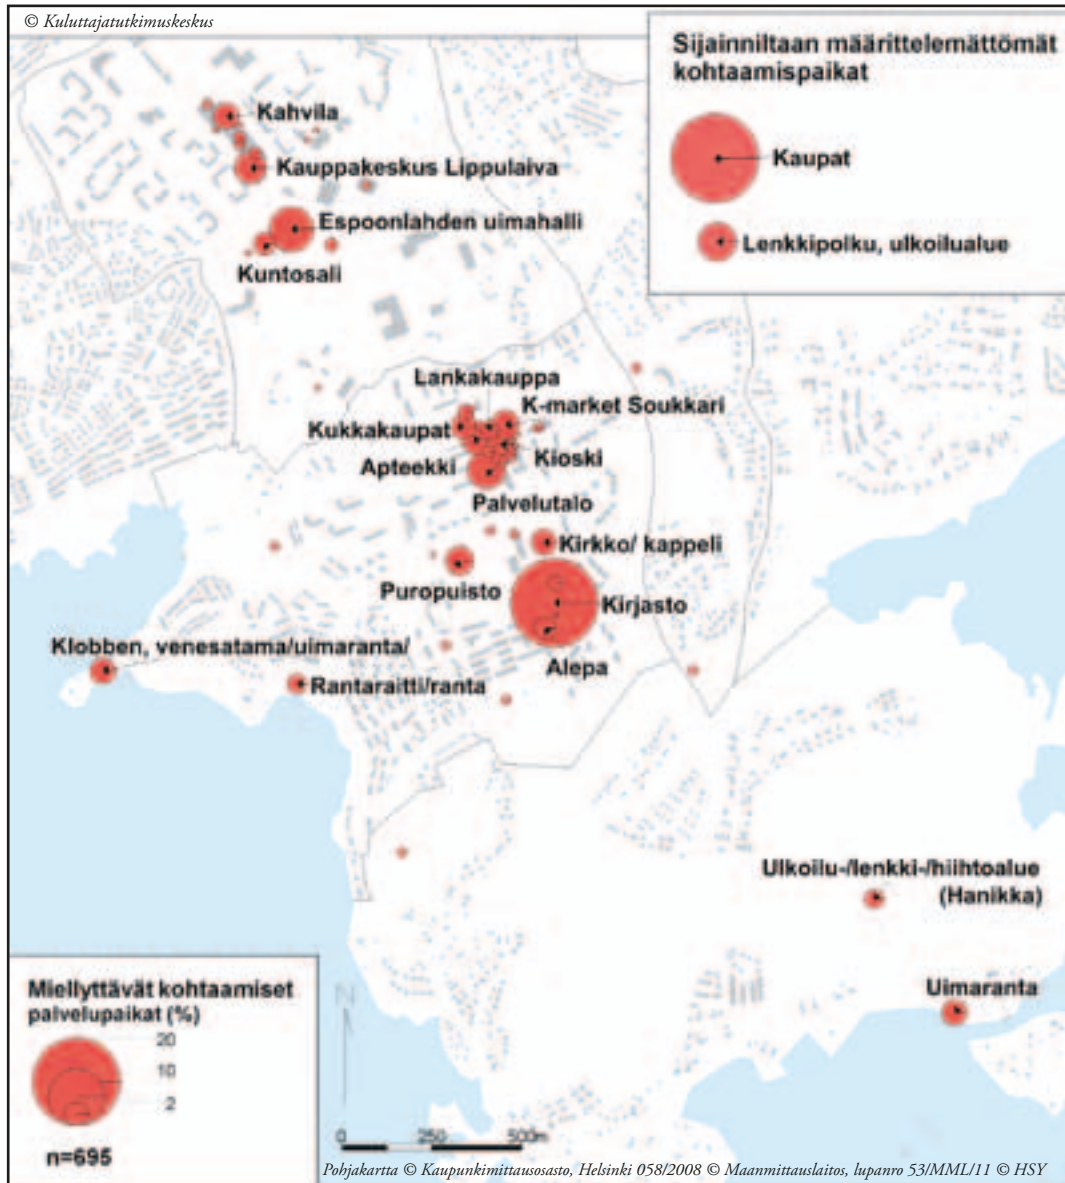 © Kuluttajatutkimuskeskus
Sijainniltaan määrittelemättömät
kohtaamispaikat
Kaupat
Lenkkipolku, ulkoilualue
Kahvila
Kauppakeskus Lippulaiva
Espoonlahden uimahalli
Kuntosali
Lankakauppa
K-market Soukkari
Kukkakaupat
Kioski
Apteekki
Palvelutalo
Kirkko/ kappeli
Puropuisto
Kirjasto
Klobben, venesatama/uimaranta/
Alepa
Rantaraitti/ranta
Ulkoilu-/lenkki-/hiihtoalue
(Hanikka)
Uimaranta
Miellyttävät kohtaamiset
palvelupaikat (%)
20
10
2
n=695
N
0 250 500m
Pohjakartta © Kaupunkimittausosasto, Helsinki 058/2008 © Maanmittauslaitos, lupanro 53/MML/11 © HSY